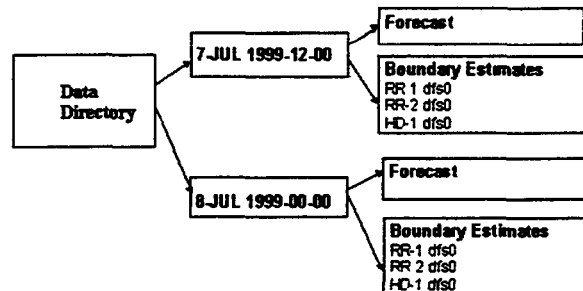 Forecast
7-JUL 1999-12-00
Boundary Estimates
RR 1 dfs0
RR-2 dfs0
HD-1 dfs0
Data
Directory
Forecast
8-JUL 1999-00-00
Boundary Estimates
RR-1 dfs0
RR 2 dfs0
HD-1 dfs0